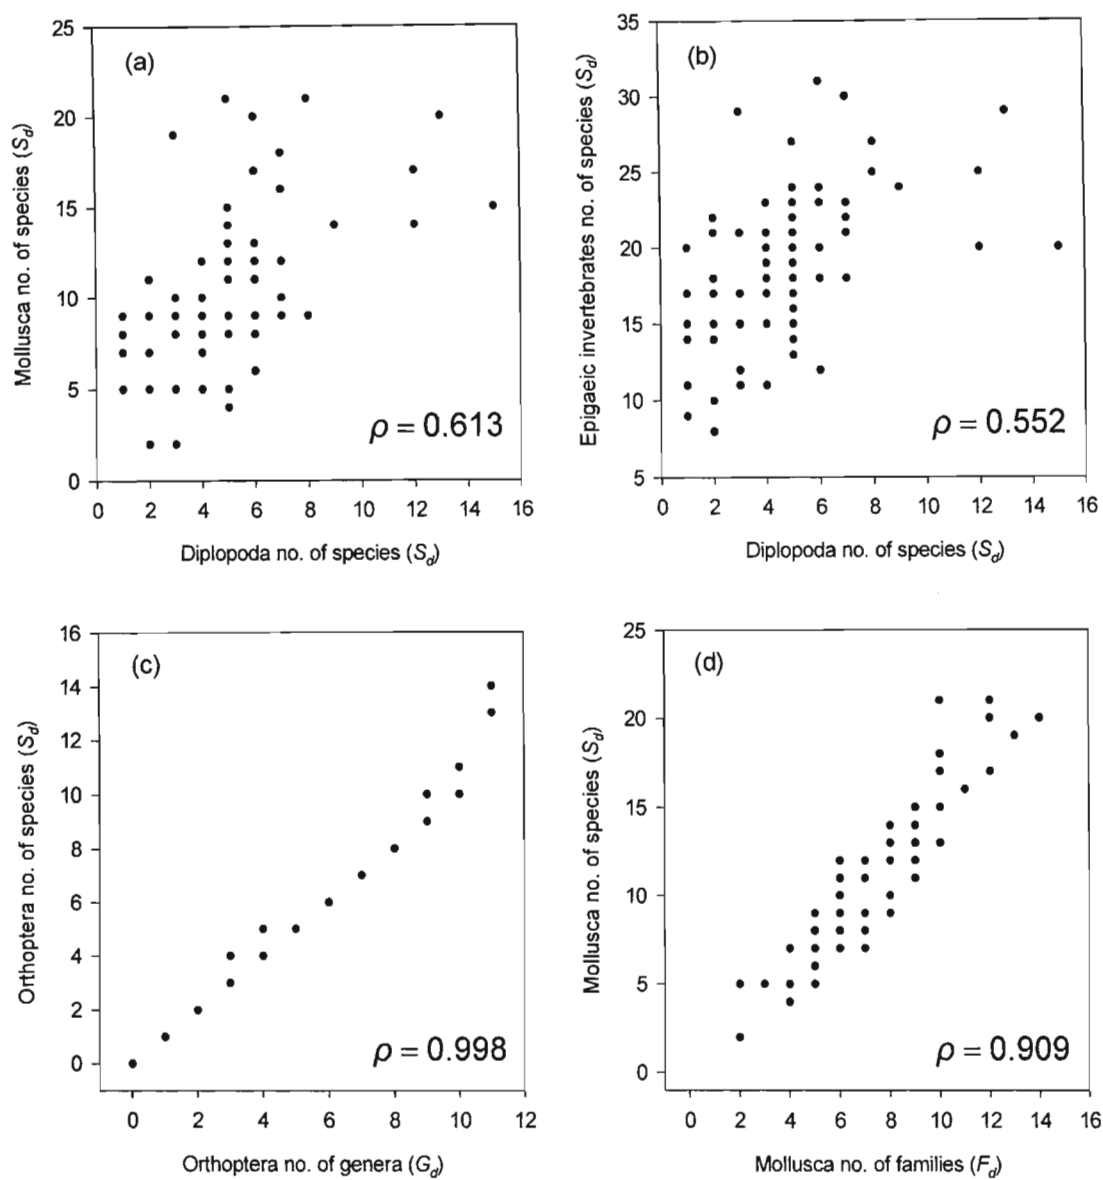 (a)
Mollusca no. of species (Sd)
25
20
15
10
5
0
ρ = 0.613
0 2 4 6 8 10 12 14 16
Diplopoda no. of species (Sd)
(b)
Epigaeic invertebrates no. of species (Sd)
35
30
25
20
15
10
5
ρ = 0.552
0 2 4 6 8 10 12 14 16
Diplopoda no. of species (Sd)
(c)
Orthoptera no. of species (Sd)
16
14
12
10
8
6
4
2
0
ρ = 0.998
0 2 4 6 8 10 12
Orthoptera no. of genera (Gd)
(d)
Mollusca no. of species (Sd)
25
20
15
10
5
0
ρ = 0.909
0 2 4 6 8 10 12 14 16
Mollusca no. of families (Fd)